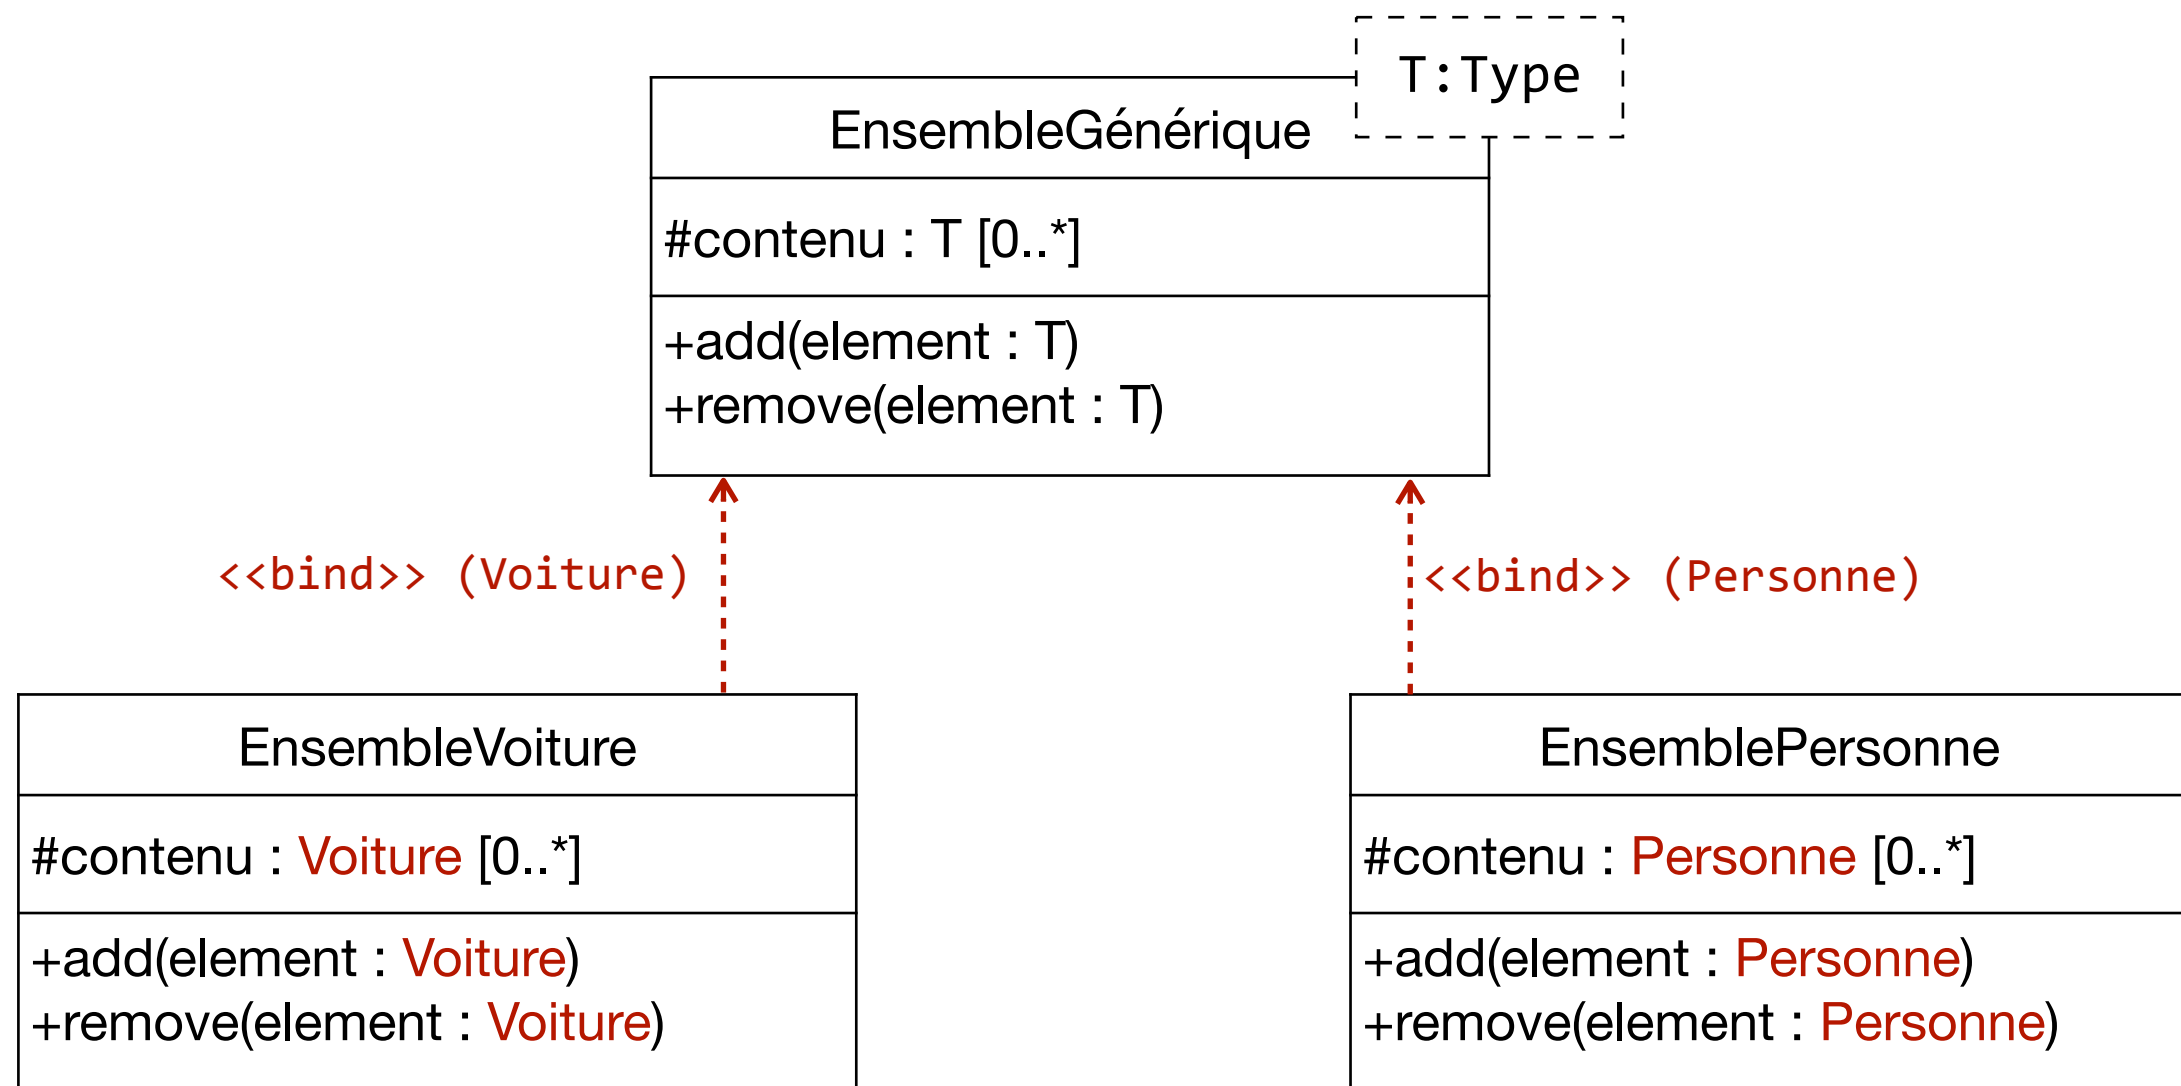 T:Type
EnsembleGénérique
#contenu : T [0..*]
+add(element : T)
+remove(element : T)
<<bind>> (Voiture)
<<bind>> (Personne)
EnsembleVoiture
#contenu : Voiture [0..*]
+add(element : Voiture)
+remove(element : Voiture)
EnsemblePersonne
#contenu : Personne [0..*]
+add(element : Personne)
+remove(element : Personne)